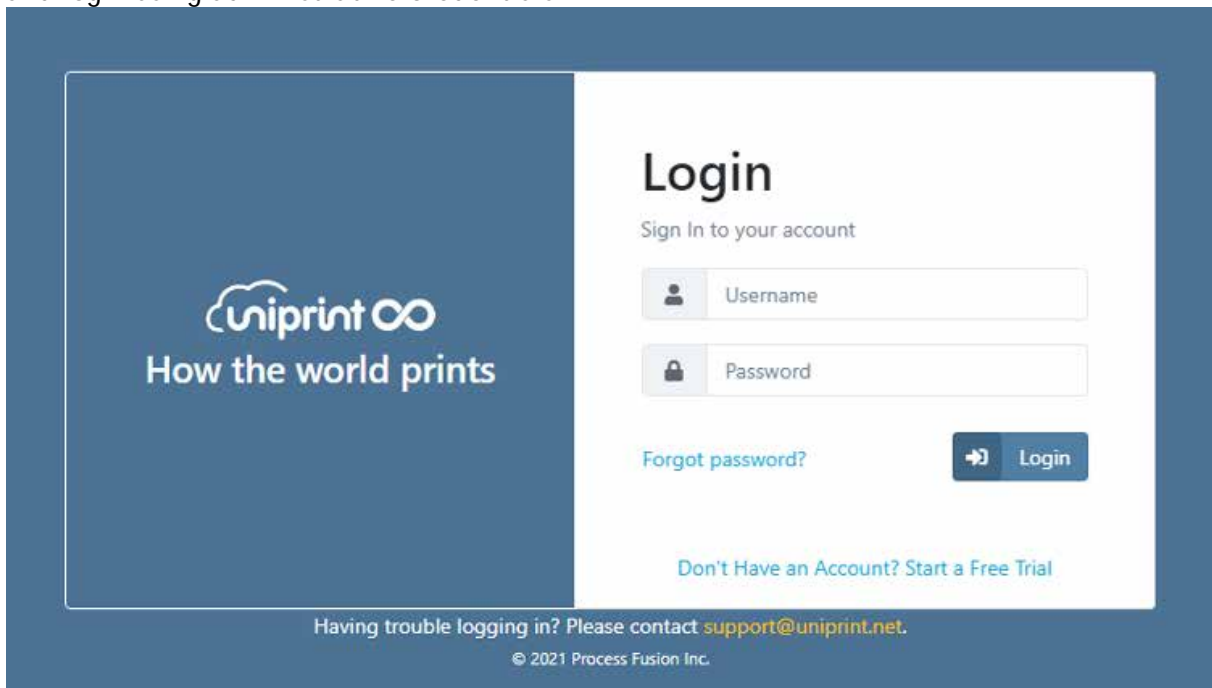 uniprint
How the world prints
Login
Sign In to your account
Username
Password
Forgot password?
Login
Don't Have an Account? Start a Free Trial
Having trouble logging in? Please contact support@uniprint.net.
© 2021 Process Fusion Inc.